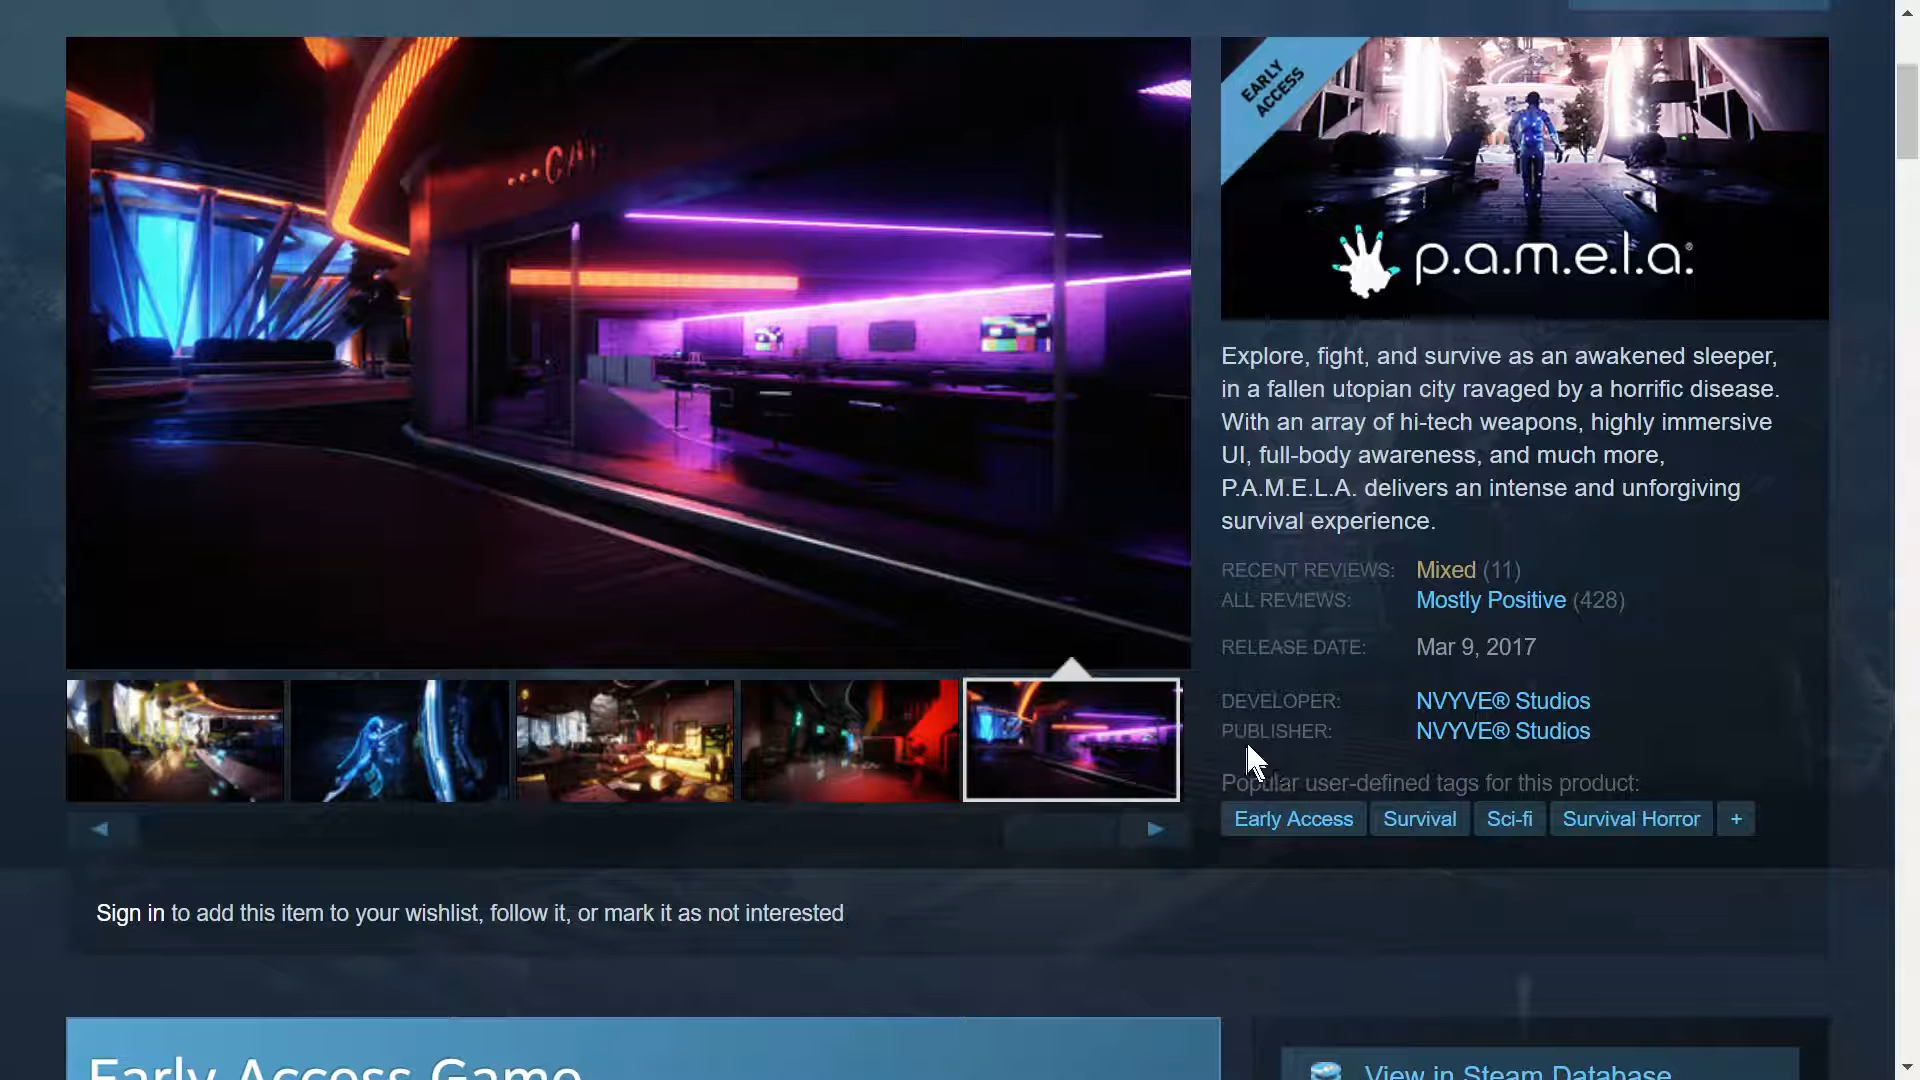 EARLY
ACCESS
p.a.m.e.l.a.®
Explore, fight, and survive as an awakened sleeper,
in a fallen utopian city ravaged by a horrific disease.
With an array of hi-tech weapons, highly immersive
UI, full-body awareness, and much more,
P.A.M.E.L.A. delivers an intense and unforgiving
survival experience.
RECENT REVIEWS: Mixed (11)
ALL REVIEWS: Mostly Positive (428)
RELEASE DATE: Mar 9, 2017
DEVELOPER: NVYVE® Studios
PUBLISHER: NVYVE® Studios
Popular user-defined tags for this product:
Early Access Survival Sci-fi Survival Horror +
Sign in to add this item to your wishlist, follow it, or mark it as not interested
Early Access Game
View in Steam Database